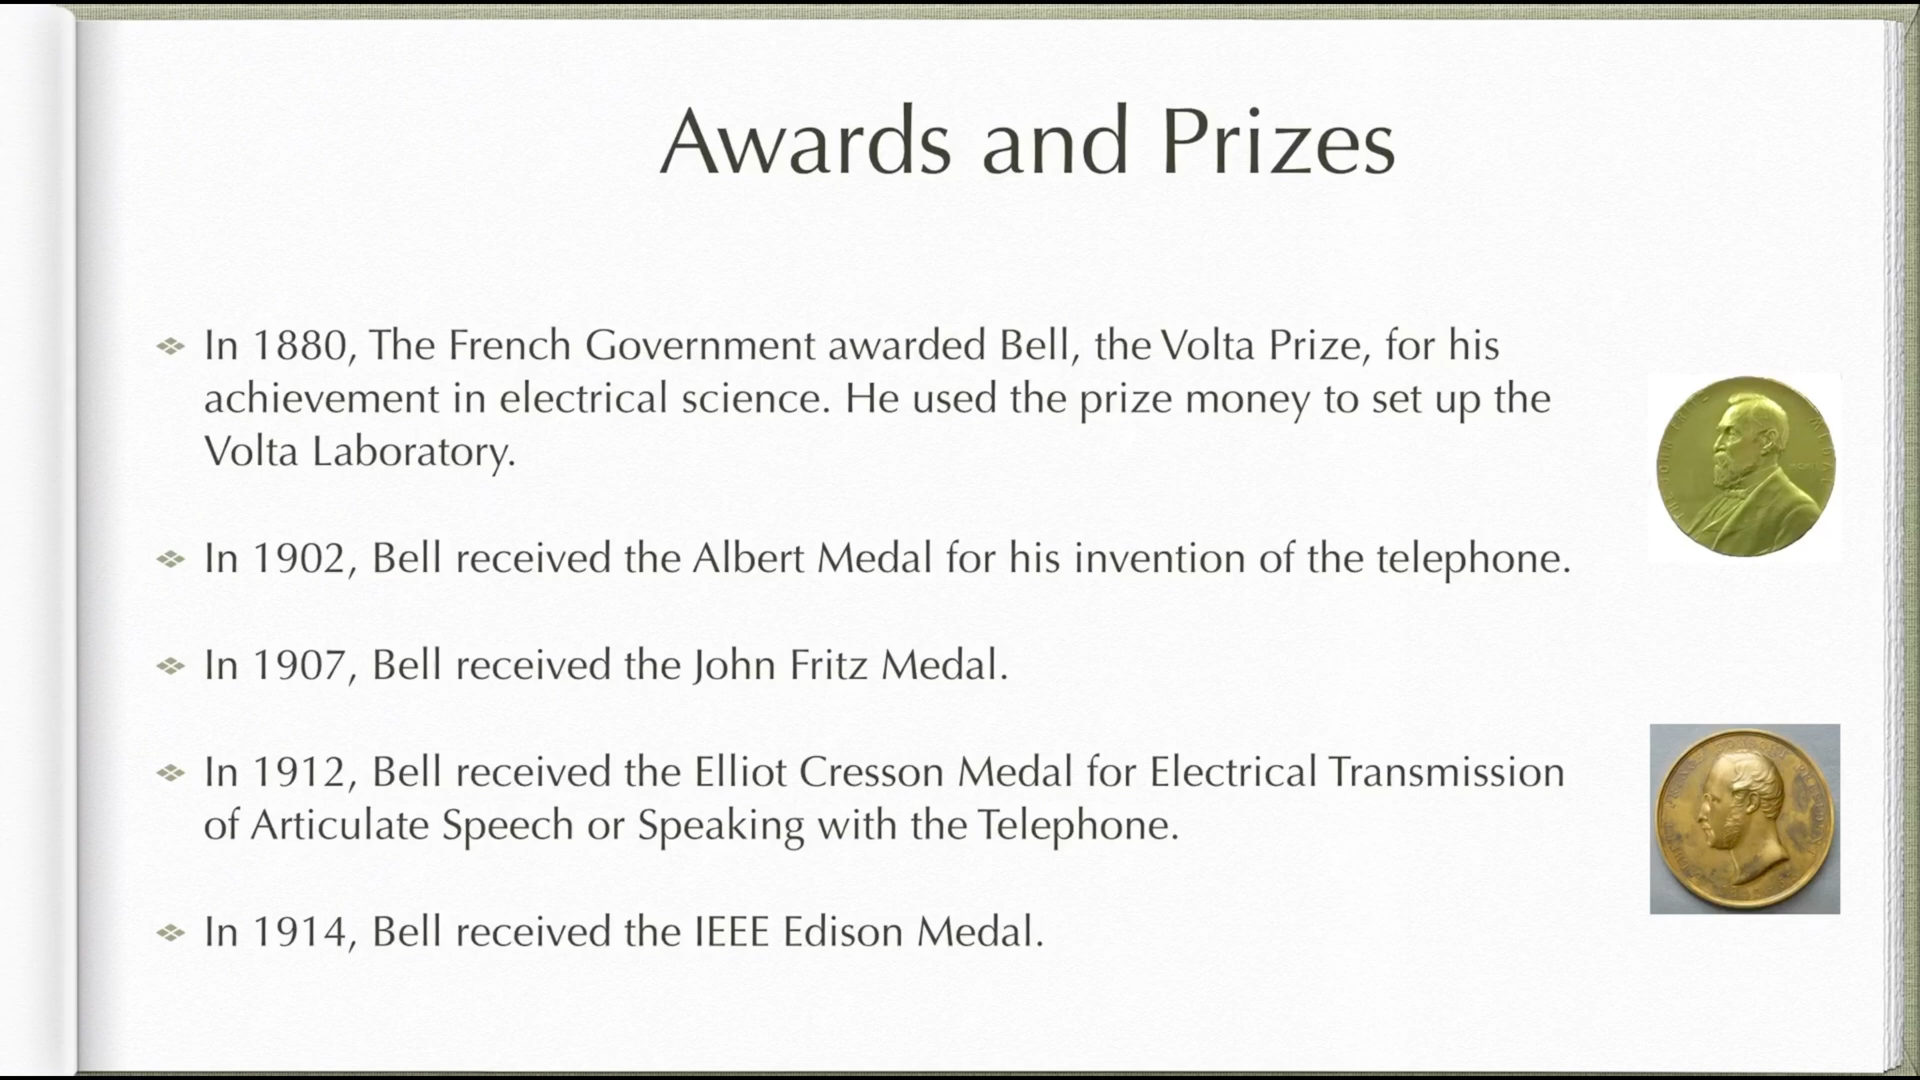 Awards and Prizes
In 1880, The French Government awarded Bell, the Volta Prize, for his
achievement in electrical science. He used the prize money to set up the
Volta Laboratory.
In 1902, Bell received the Albert Medal for his invention of the telephone.
In 1907, Bell received the John Fritz Medal.
In 1912, Bell received the Elliot Cresson Medal for Electrical Transmission
of Articulate Speech or Speaking with the Telephone.
In 1914, Bell received the IEEE Edison Medal.